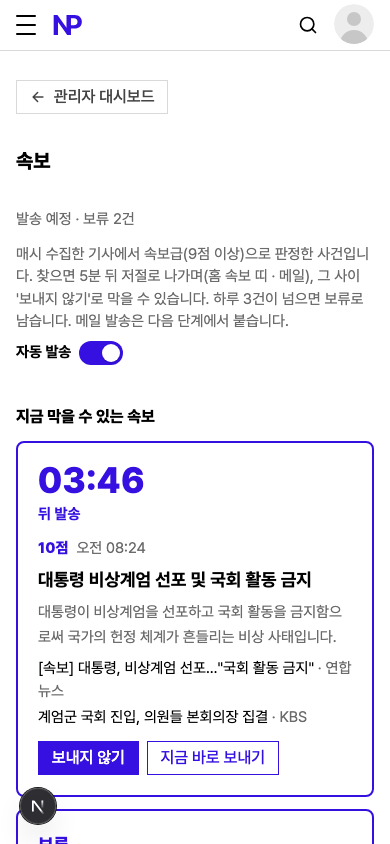 NP
← 관리자 대시보드
속보
발송 예정 · 보류 2건
매시 수집한 기사에서 속보급(9점 이상)으로 판정한 사건입니
다. 찾으면 5분 뒤 저절로 나가며(홈 속보 띠 · 메일), 그 사이
'보내지 않기'로 막을 수 있습니다. 하루 3건이 넘으면 보류로
남습니다. 메일 발송은 다음 단계에서 붙습니다.
자동 발송
지금 막을 수 있는 속보
03:46
뒤 발송
10점 오전 08:24
대통령 비상계엄 선포 및 국회 활동 금지
대통령이 비상계엄을 선포하고 국회 활동을 금지함으
로써 국가의 헌정 체계가 흔들리는 비상 사태입니다.
[속보] 대통령, 비상계엄 선포…"국회 활동 금지" · 연합
뉴스
계엄군 국회 진입, 의원들 본회의장 집결 · KBS
보내지 않기 지금 바로 보내기
N